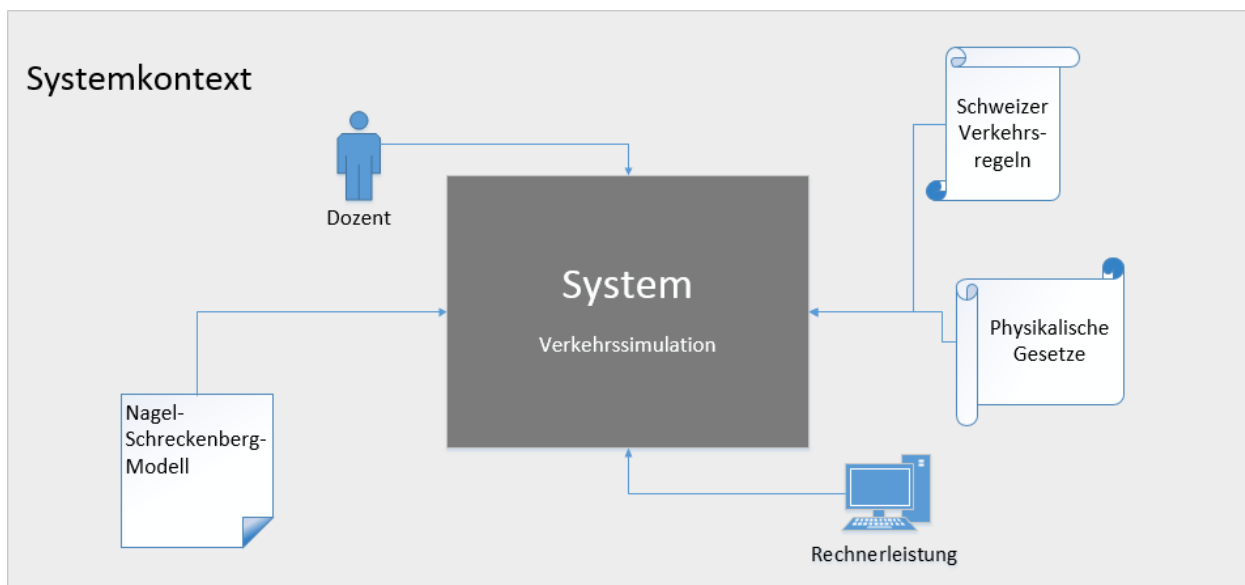 Systemkontext
Dozent
Schweizer
Verkehrs-
regeln
System
Verkehrssimulation
Physikalische
Gesetze
Nagel-
Schreckenberg-
Modell
Rechnerleistung